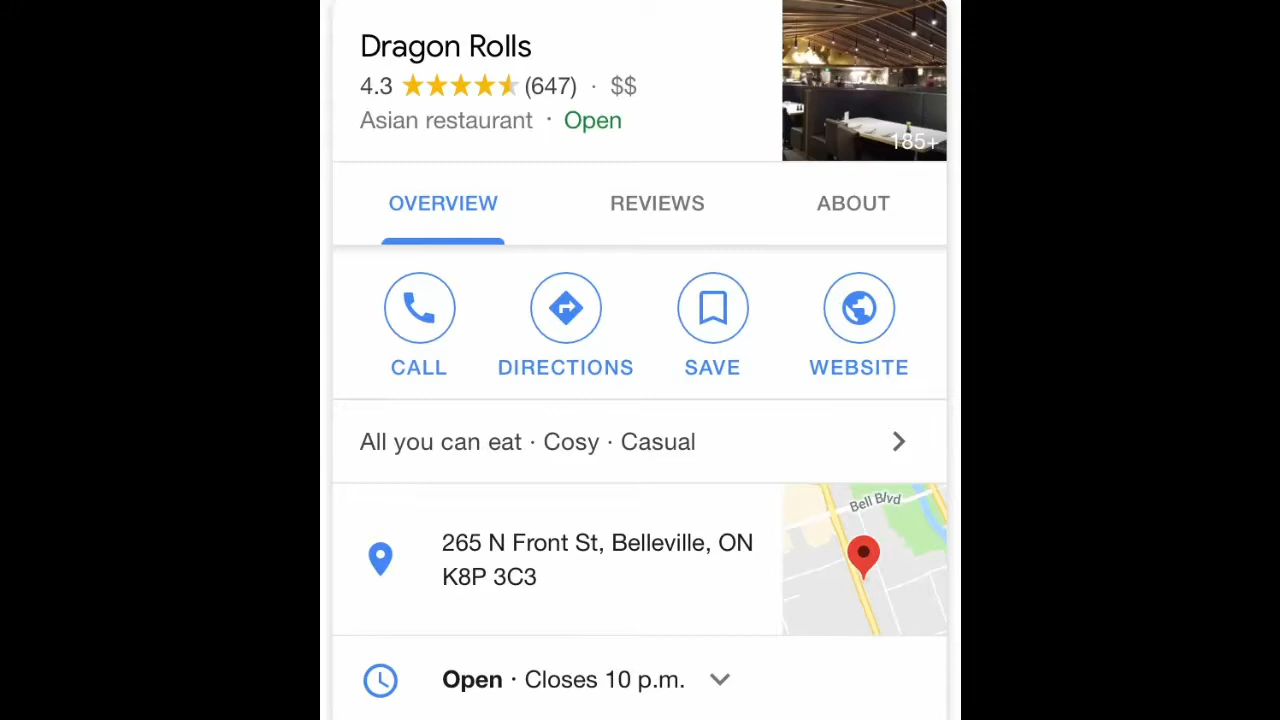 Dragon Rolls
4.3 (647) · $$
Asian restaurant · Open
185+
OVERVIEW REVIEWS ABOUT
CALL DIRECTIONS SAVE WEBSITE
All you can eat · Cosy · Casual
Bell Blvd
265 N Front St, Belleville, ON
K8P 3C3
Open · Closes 10 p.m.